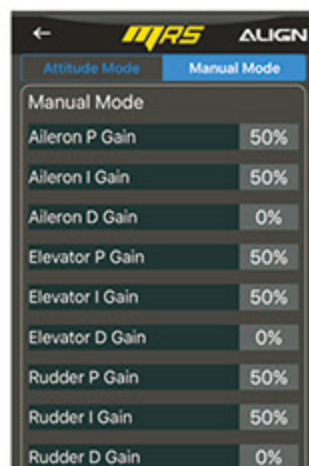 ← MRS ALIGN
Attitude Mode Manual Mode
Manual Mode
Aileron P Gain 50%
Aileron I Gain 50%
Aileron D Gain 0%
Elevator P Gain 50%
Elevator I Gain 50%
Elevator D Gain 0%
Rudder P Gain 50%
Rudder I Gain 50%
Rudder D Gain 0%